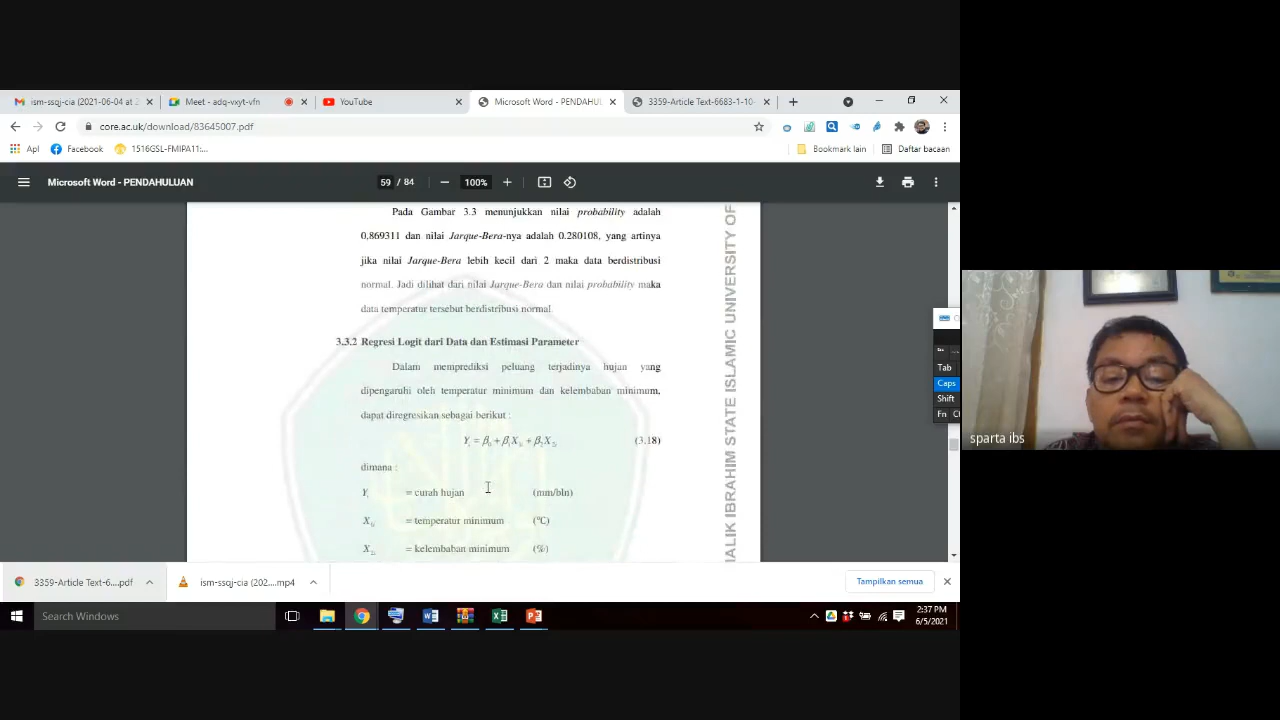 ism-ssqj-cia (2021-06-04 at 2
Meet - adq-vxyt-vfn
YouTube
Microsoft Word - PENDAHULU
3359-Article Text-6683-1-10-
core.ac.uk/download/83645007.pdf
Apl
Facebook
1516GSL-FMIPA11:...
Bookmark lain
Daftar bacaan
Microsoft Word - PENDAHULUAN
59 / 84
100%
Pada Gambar 3.3 menunjukkan nilai probability adalah
0,869311 dan nilai Jarque-Bera-nya adalah 0.280108, yang artinya
jika nilai Jarque-Bera lebih kecil dari 2 maka data berdistribusi
normal. Jadi dilihat dari nilai Jarque-Bera dan nilai probability maka
data temperatur tersebut berdistribusi normal.
3.3.2 Regresi Logit dari Data dan Estimasi Parameter
Dalam memprediksi peluang terjadinya hujan yang
dipengaruhi oleh temperatur minimum dan kelembaban minimum,
dapat diregresikan sebagai berikut :
Yᵢ = β₀ + β₁X₁ᵢ + β₂X₂ᵢ (3.18)
dimana :
Yᵢ = curah hujan (mm/bln)
X₁ᵢ = temperatur minimum (℃)
X₂ᵢ = kelembaban minimum (%)
ALIK IBRAHIM STATE ISLAMIC UNIVERSITY OF
Tab
Caps
Shift
Fn
sparta ibs
3359-Article Text-6....pdf
ism-ssqj-cia (202....mp4
Tampilkan semua
Search Windows
2:37 PM
6/5/2021